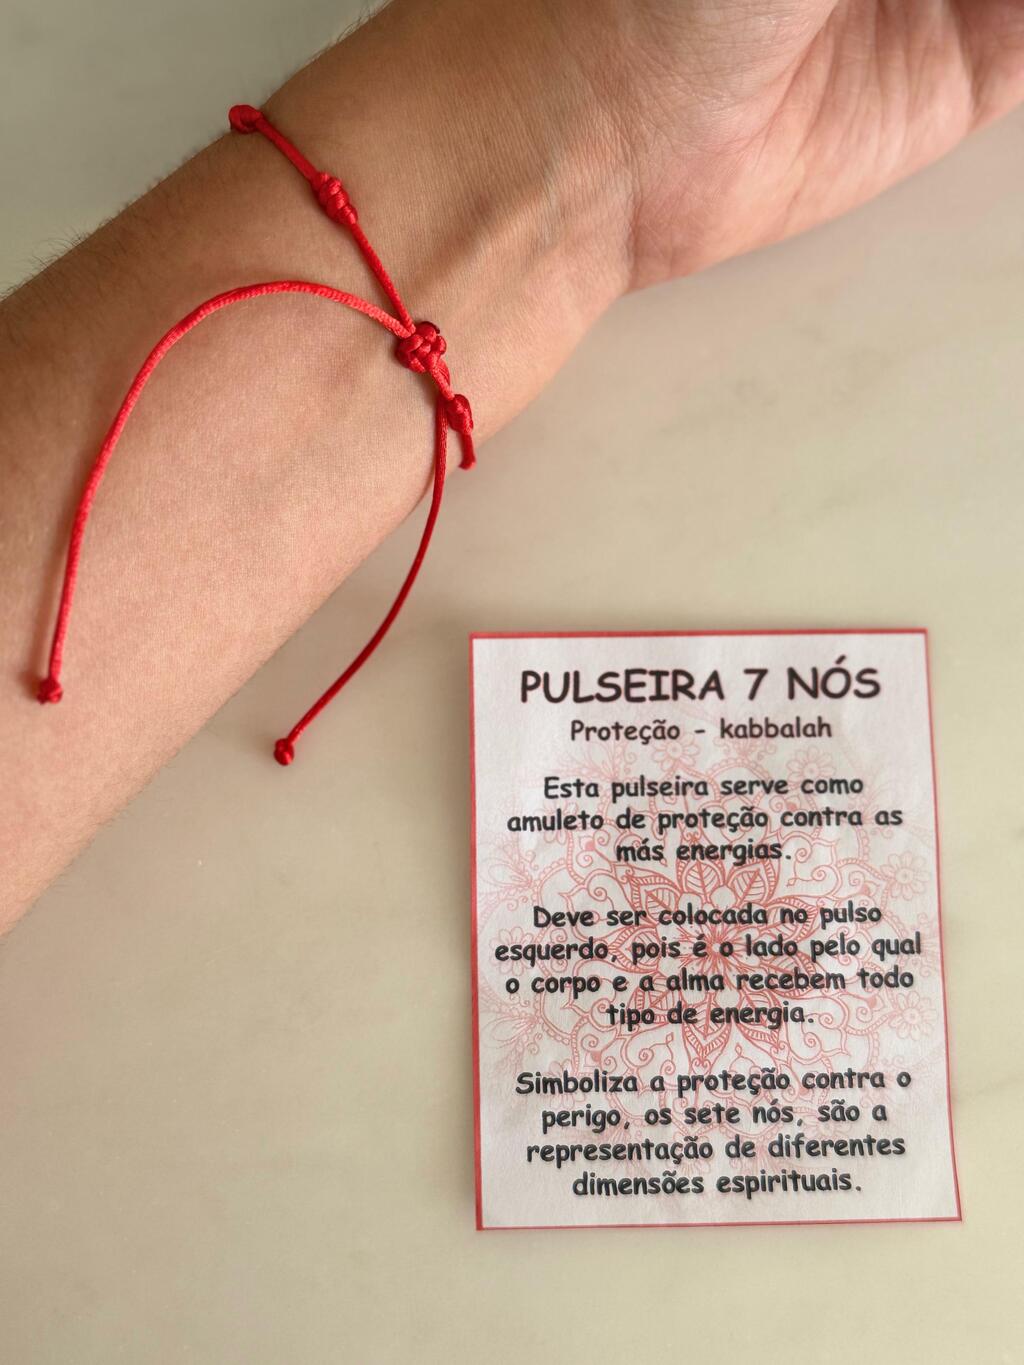 PULSEIRA 7 NÓS
Proteção - kabbalah
Esta pulseira serve como
amuleto de proteção contra as
más energias.
Deve ser colocada no pulso
esquerdo, pois é o lado pelo qual
o corpo e a alma recebem todo
tipo de energia.
Simboliza a proteção contra o
perigo, os sete nós, são a
representação de diferentes
dimensões espirituais.